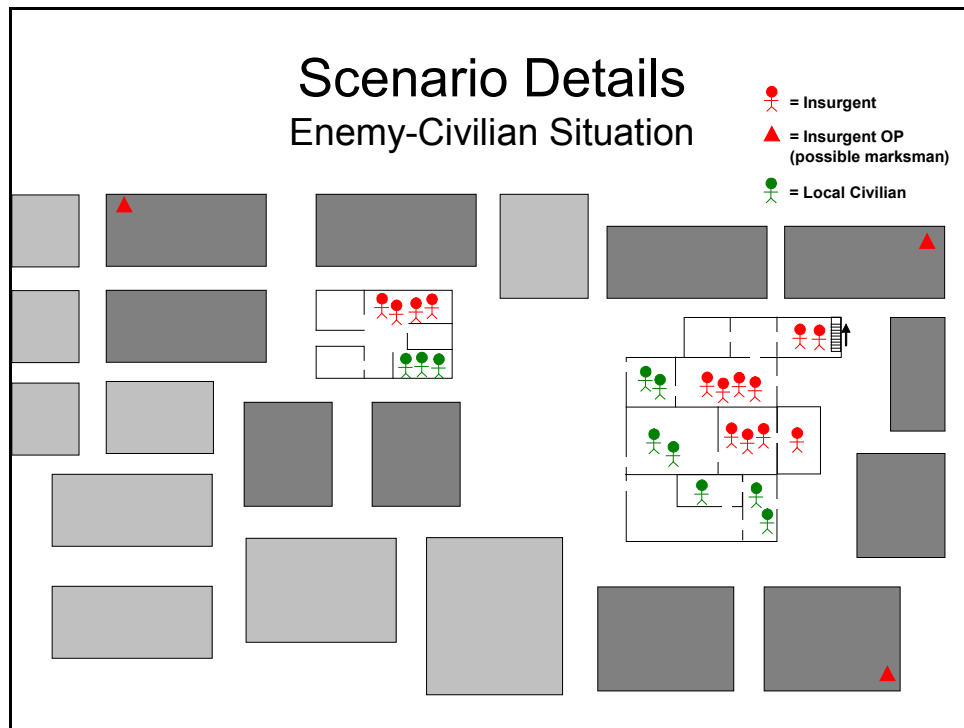 Scenario Details
Enemy-Civilian Situation
= Insurgent
= Insurgent OP
(possible marksman)
= Local Civilian